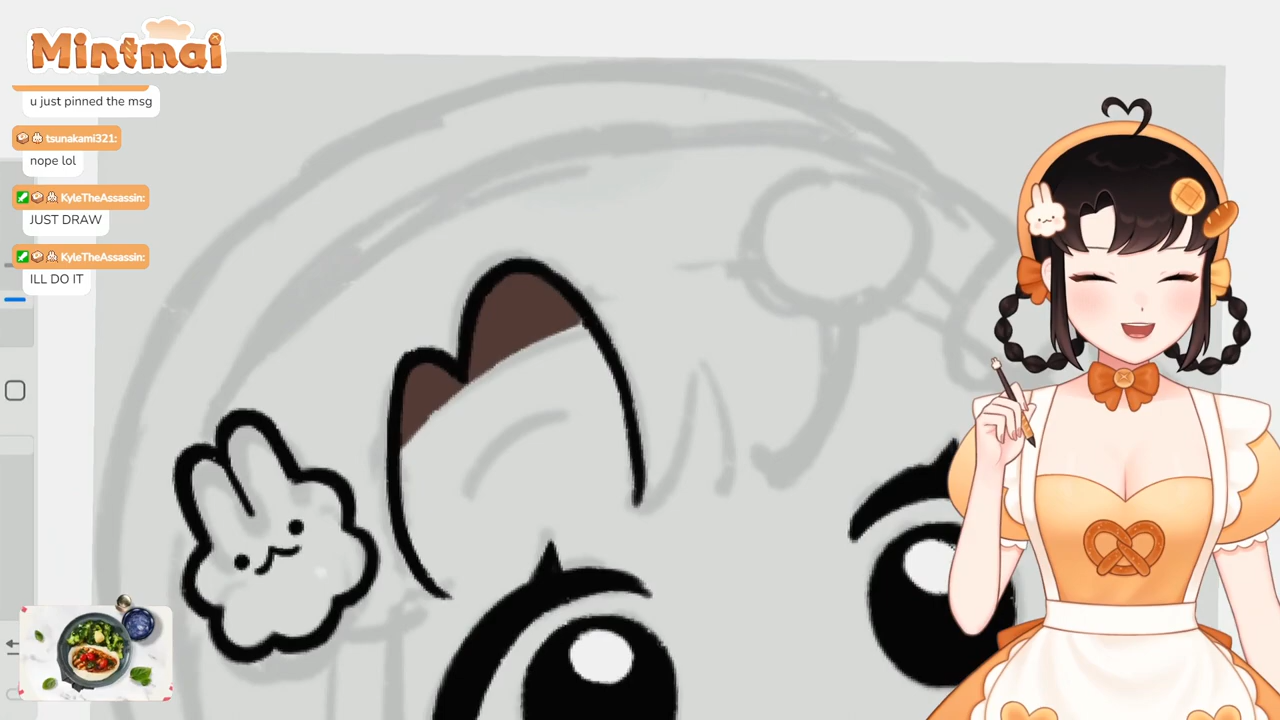 Mintmai
u just pinned the msg
tsunakami321:
nope lol
KyleTheAssassin:
JUST DRAW
KyleTheAssassin:
ILL DO IT